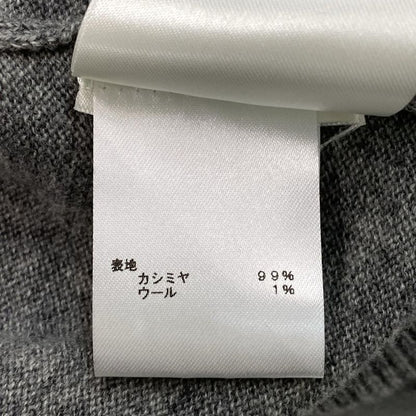 表地
カシミヤ 99%
ウール 1%